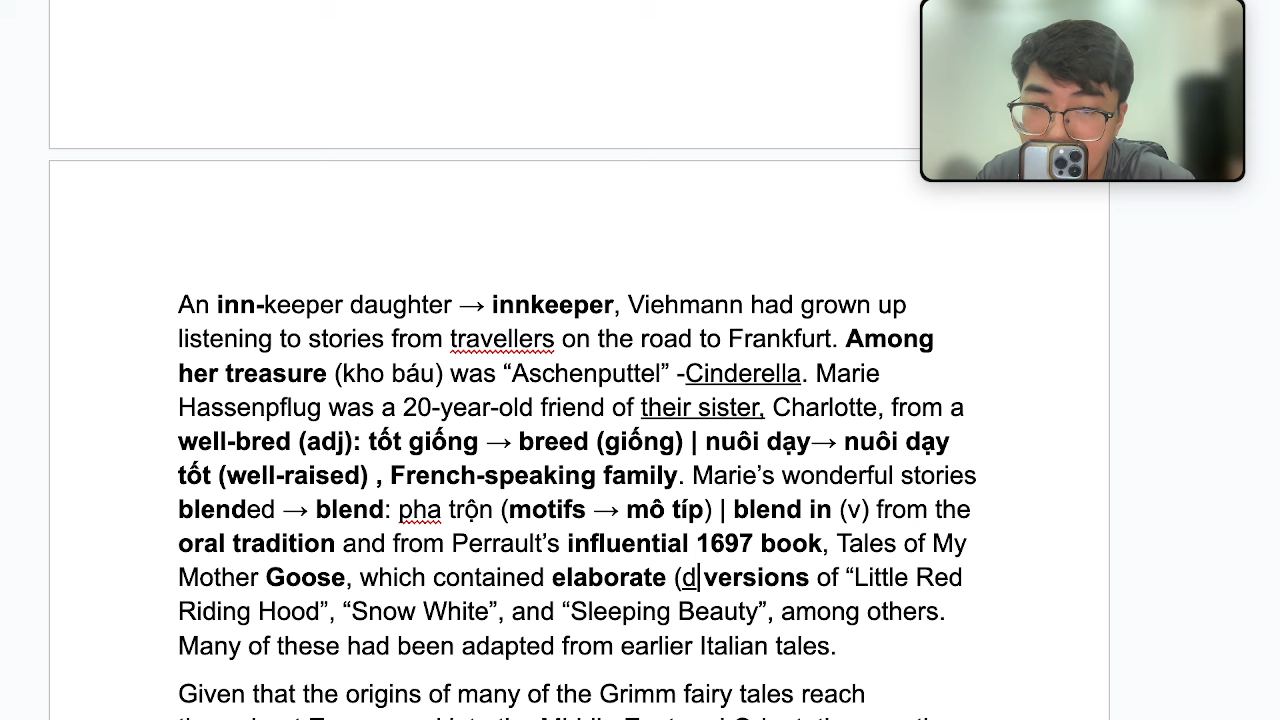 An inn-keeper daughter → innkeeper, Viehmann had grown up
listening to stories from travellers on the road to Frankfurt. Among
her treasure (kho báu) was “Aschenputtel” -Cinderella. Marie
Hassenpflug was a 20-year-old friend of their sister, Charlotte, from a
well-bred (adj): tốt giống → breed (giống) | nuôi dạy→ nuôi dạy
tốt (well-raised) , French-speaking family. Marie’s wonderful stories
blended → blend: pha trộn (motifs → mô típ) | blend in (v) from the
oral tradition and from Perrault’s influential 1697 book, Tales of My
Mother Goose, which contained elaborate (d versions of “Little Red
Riding Hood”, “Snow White”, and “Sleeping Beauty”, among others.
Many of these had been adapted from earlier Italian tales.
Given that the origins of many of the Grimm fairy tales reach